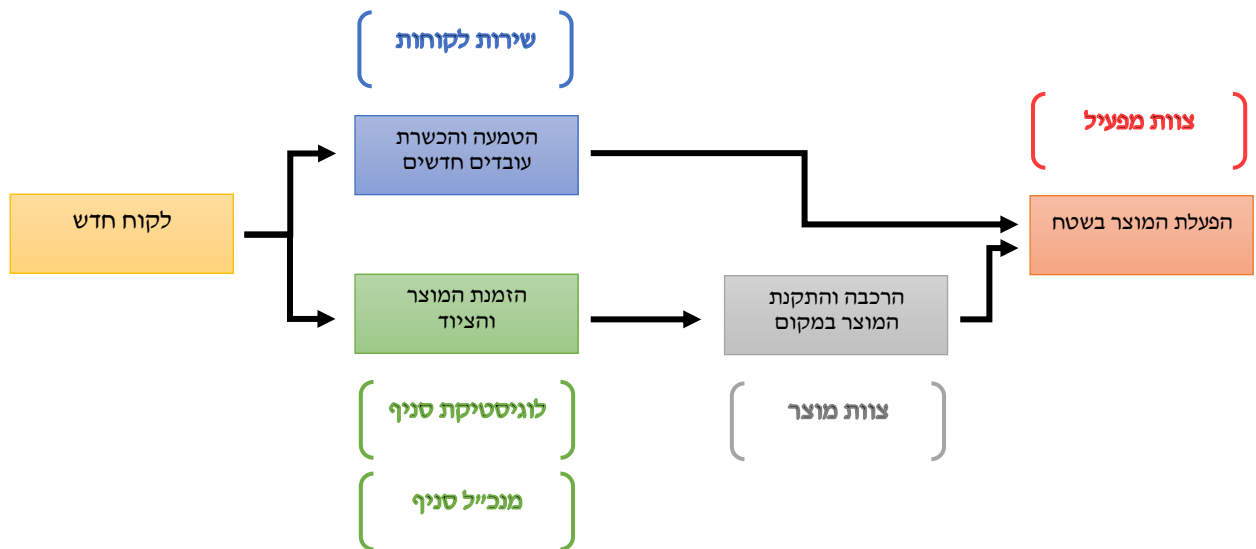 שירות לקוחות
צוות מפעיל
הטמעה והכשרת
עובדים חדשים
לקוח חדש
הפעלת המוצר בשטח
הזמנת המוצר
והציוד
הרכבה והתקנת
המוצר במקום
לוגיסטיקת סניף
צוות מוצר
מנכ״ל סניף